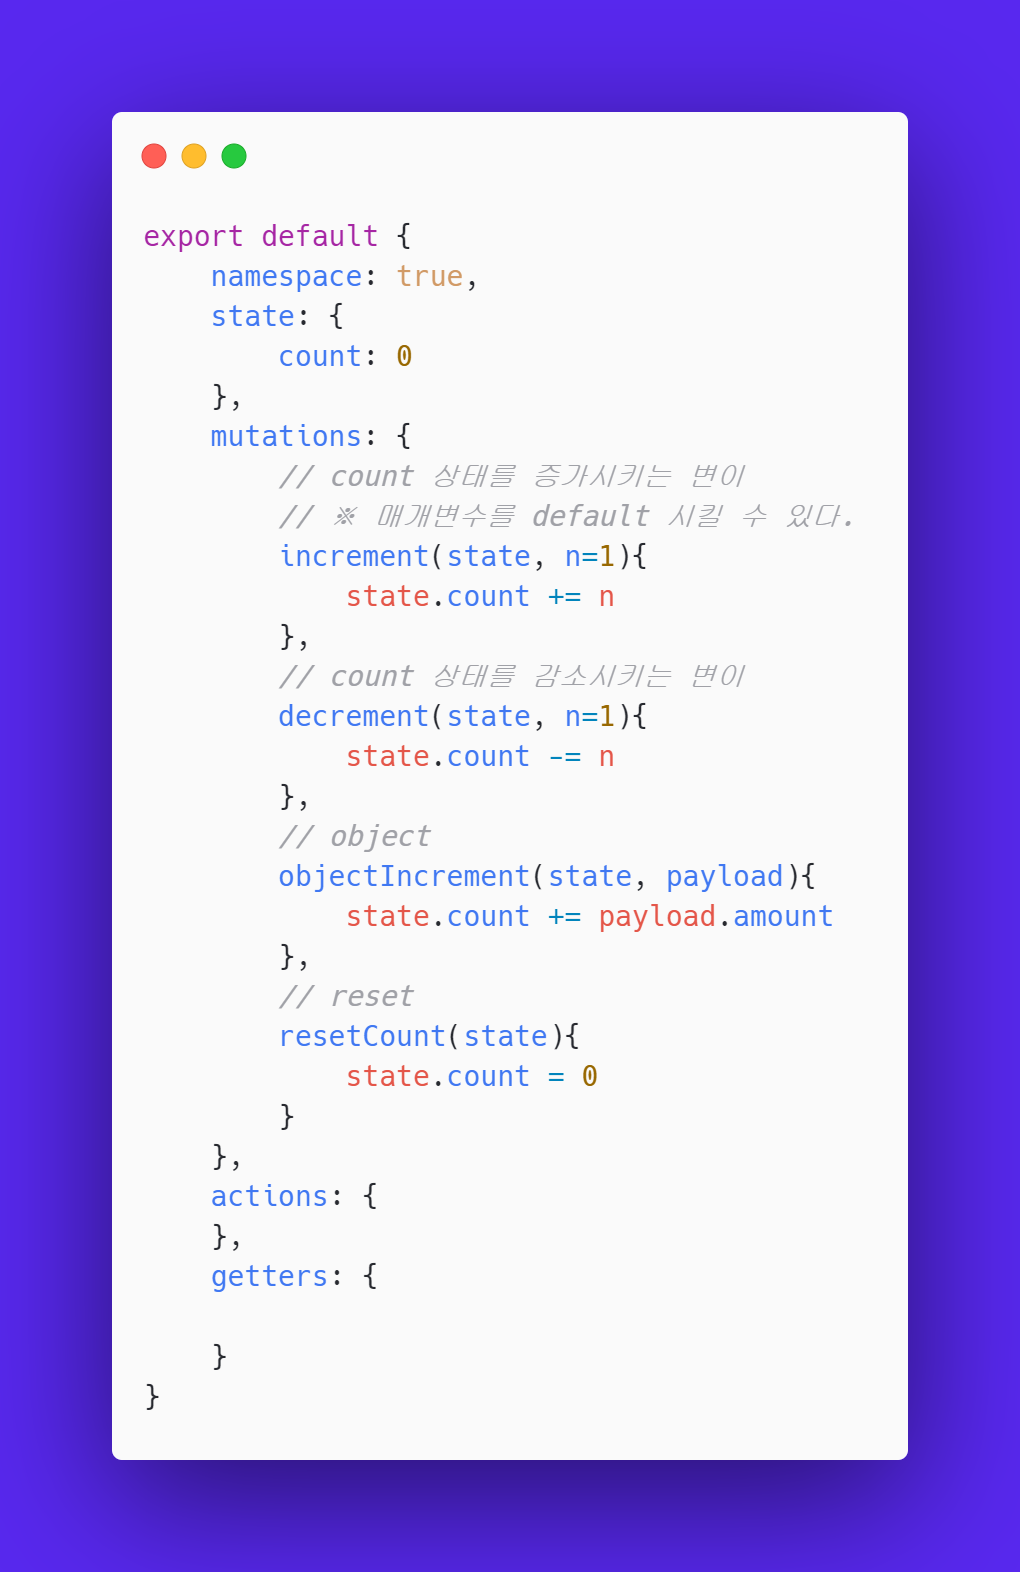 export default {
    namespace: true,
    state: {
        count: 0
    },
    mutations: {
        // count 상태를 증가시키는 변이
        // ※ 매개변수를 default 시킬 수 있다.
        increment(state, n=1){
            state.count += n
        },
        // count 상태를 감소시키는 변이
        decrement(state, n=1){
            state.count -= n
        },
        // object
        objectIncrement(state, payload){
            state.count += payload.amount
        },
        // reset
        resetCount(state){
            state.count = 0
        }
    },
    actions: {
    },
    getters: {

    }
}